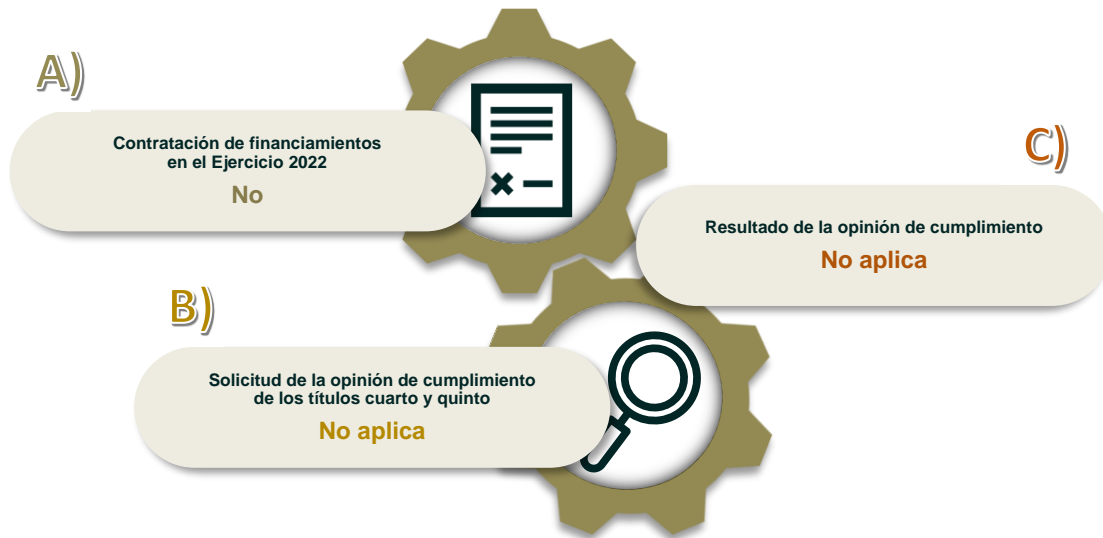 A)
Contratación de financiamientos
en el Ejercicio 2022
No
B)
Solicitud de la opinión de cumplimiento
de los títulos cuarto y quinto
No aplica
C)
Resultado de la opinión de cumplimiento
No aplica